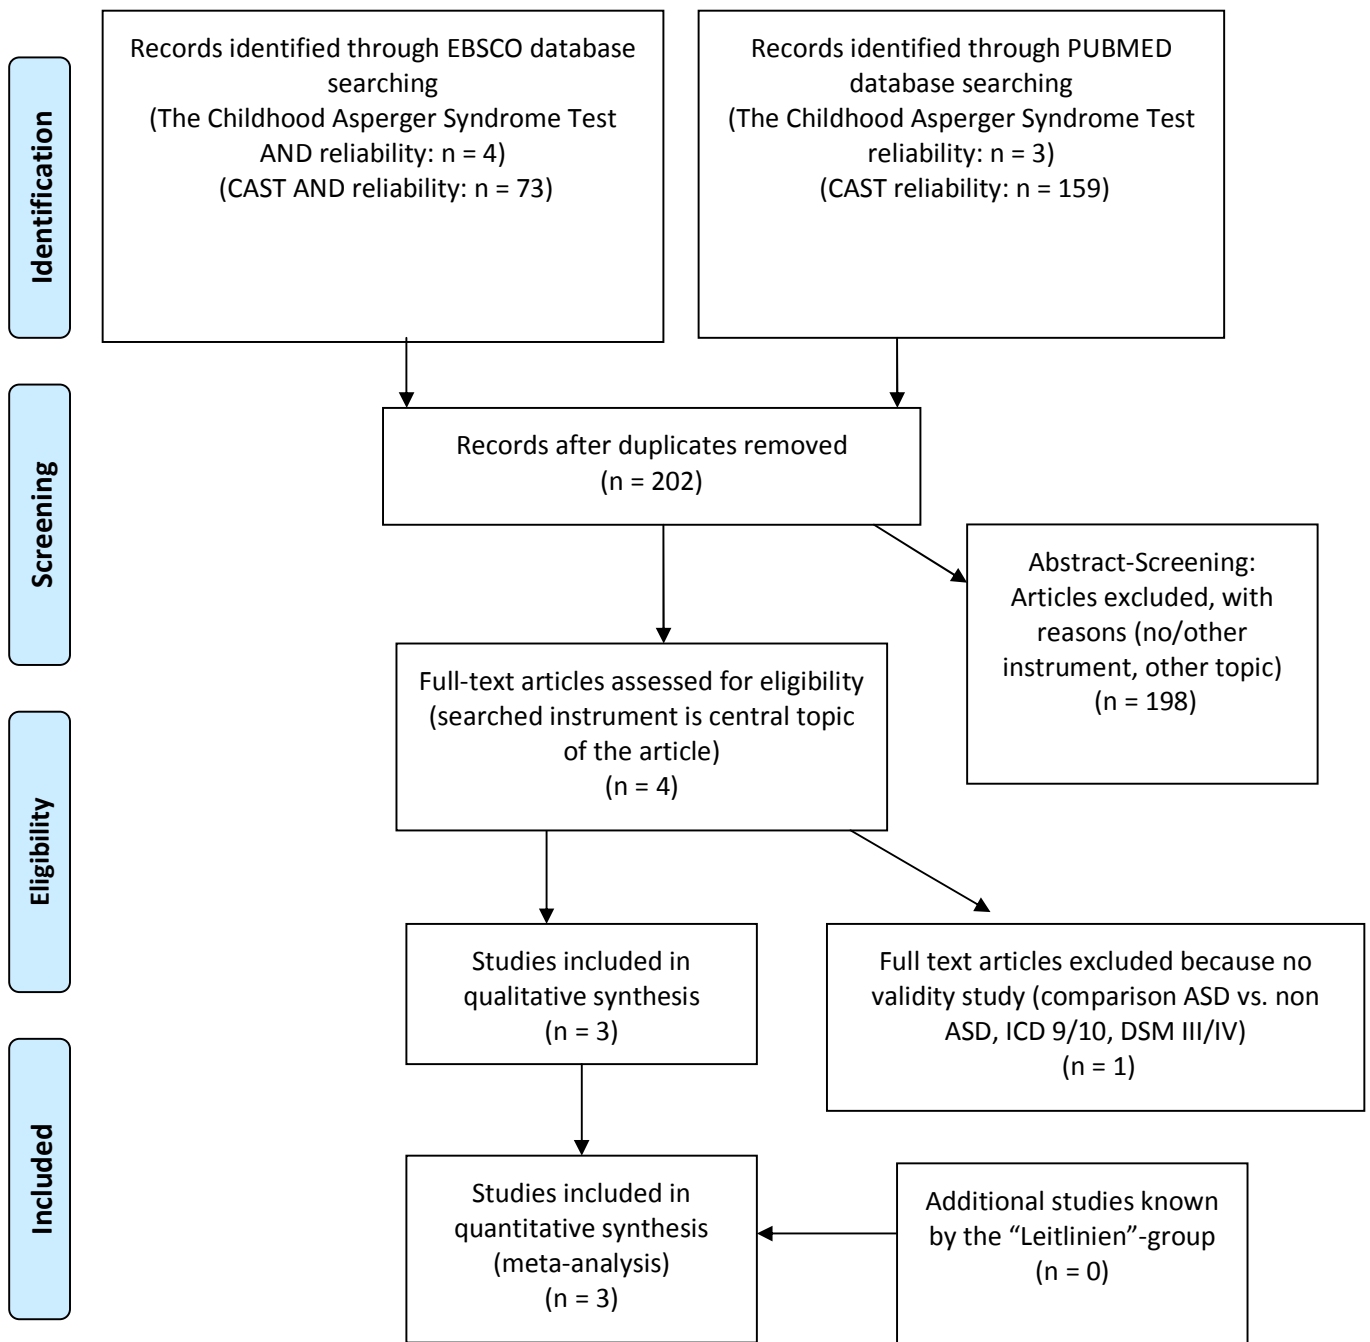 Identification
Records identified through EBSCO database
searching
(The Childhood Asperger Syndrome Test
AND reliability: n = 4)
(CAST AND reliability: n = 73)
Records identified through PUBMED
database searching
(The Childhood Asperger Syndrome Test
reliability: n = 3)
(CAST reliability: n = 159)
Screening
Records after duplicates removed
(n = 202)
Abstract-Screening:
Articles excluded, with
reasons (no/other
instrument, other topic)
(n = 198)
Eligibility
Full-text articles assessed for eligibility
(searched instrument is central topic
of the article)
(n = 4)
Studies included in
qualitative synthesis
(n = 3)
Full text articles excluded because no
validity study (comparison ASD vs. non
ASD, ICD 9/10, DSM III/IV)
(n = 1)
Included
Studies included in
quantitative synthesis
(meta-analysis)
(n = 3)
Additional studies known
by the “Leitlinien”-group
(n = 0)